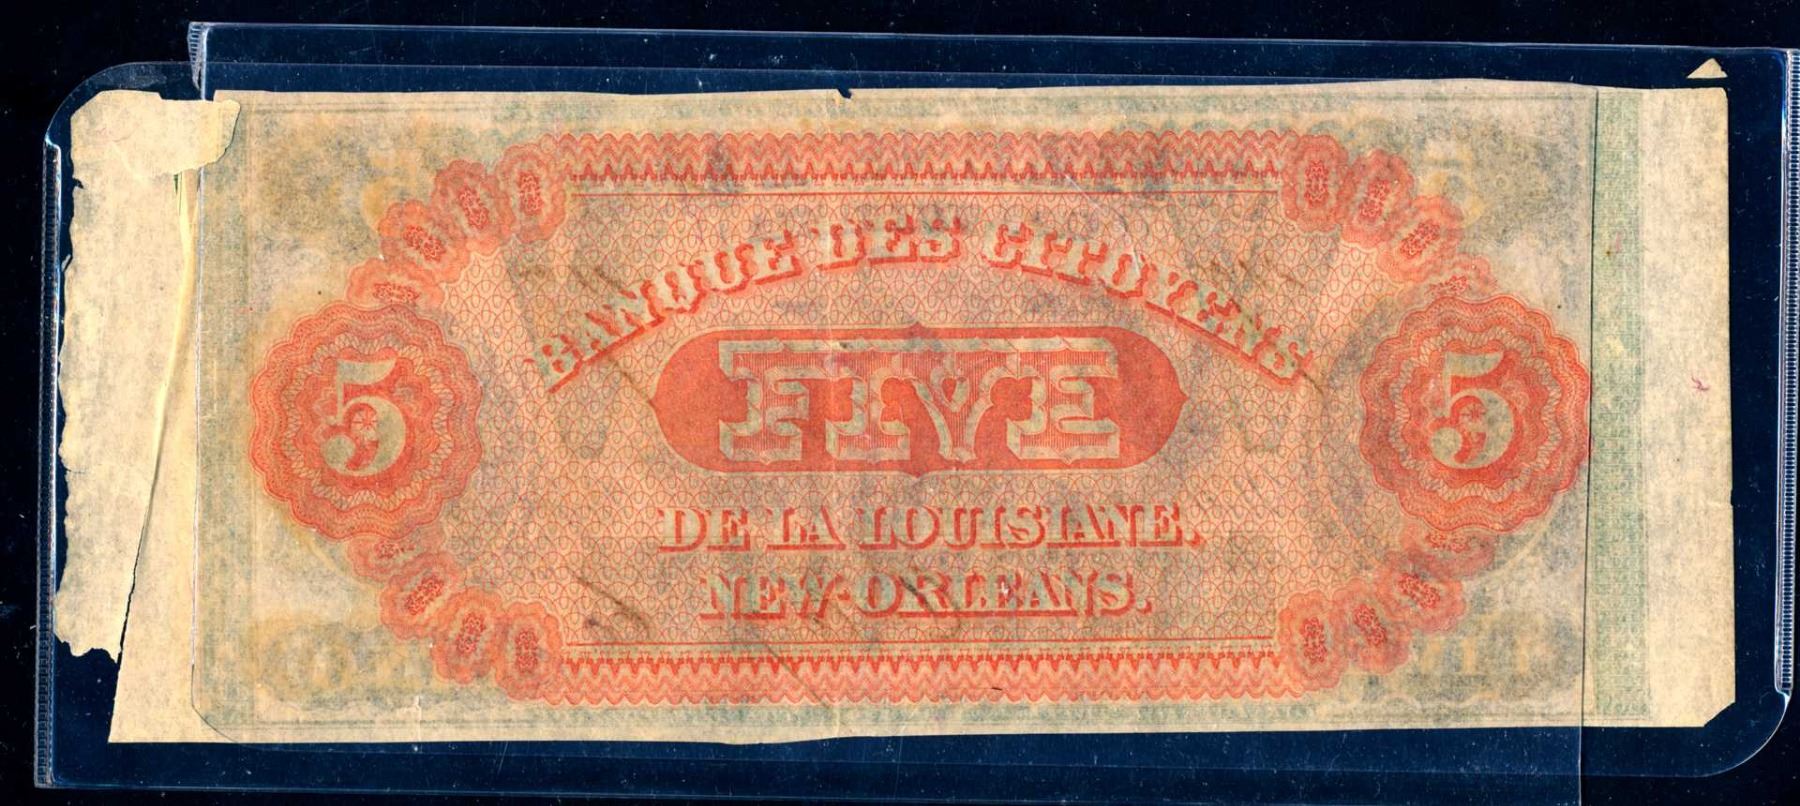 BANQUE DES CITOYENS
5 FIVE 5
DE LA LOUISIANE.
NEW-ORLEANS.